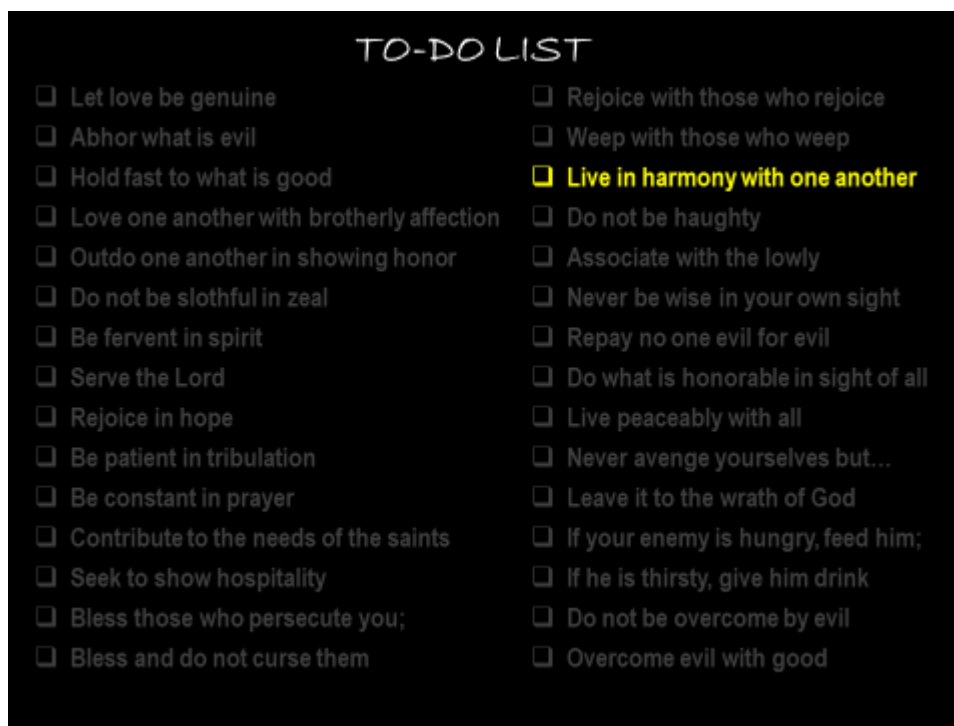 TO-DO LIST
Let love be genuine
Abhor what is evil
Hold fast to what is good
Love one another with brotherly affection
Outdo one another in showing honor
Do not be slothful in zeal
Be fervent in spirit
Serve the Lord
Rejoice in hope
Be patient in tribulation
Be constant in prayer
Contribute to the needs of the saints
Seek to show hospitality
Bless those who persecute you;
Bless and do not curse them
Rejoice with those who rejoice
Weep with those who weep
Live in harmony with one another
Do not be haughty
Associate with the lowly
Never be wise in your own sight
Repay no one evil for evil
Do what is honorable in sight of all
Live peaceably with all
Never avenge yourselves but...
Leave it to the wrath of God
If your enemy is hungry, feed him;
If he is thirsty, give him drink
Do not be overcome by evil
Overcome evil with good